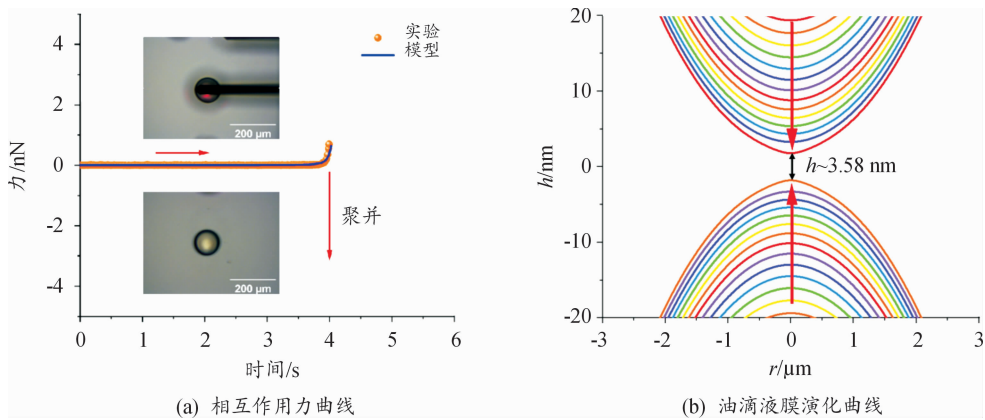 4
2
0
-2
-4
力/nN
0
1
2
3
4
5
6
时间/s
实验
模型
200 μm
聚并
200 μm
(a) 相互作用力曲线
20
10
0
-10
-20
h/nm
-3
-2
-1
0
1
2
3
r/μm
h~3.58 nm
(b) 油滴液膜演化曲线